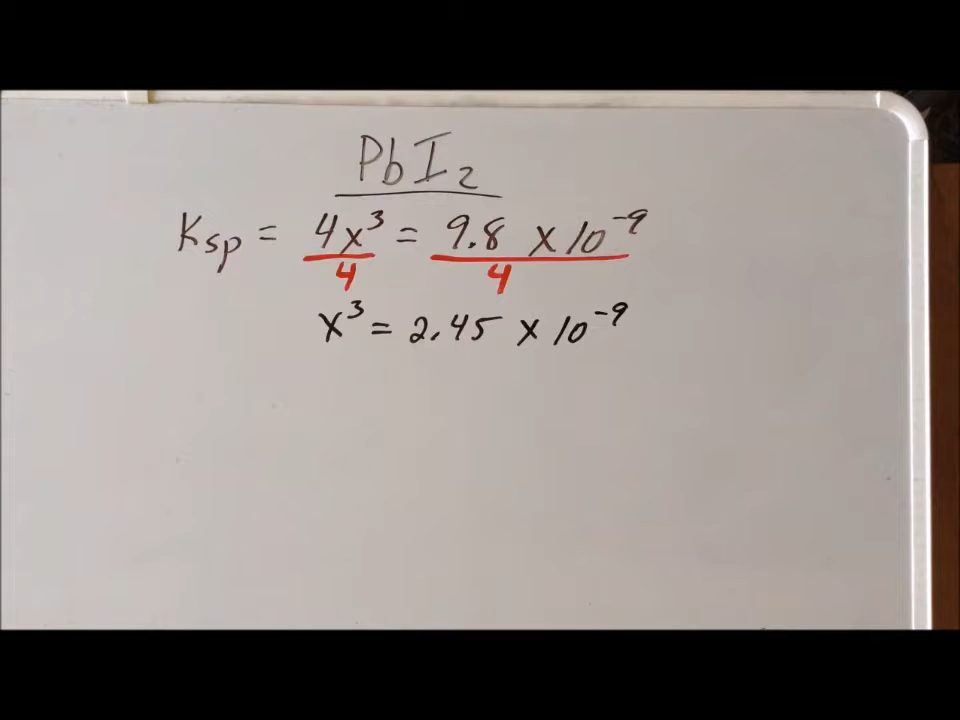 PbI₂
Ksp = 4x³ = 9.8 x 10⁻⁹
4 4
x³ = 2.45 x 10⁻⁹